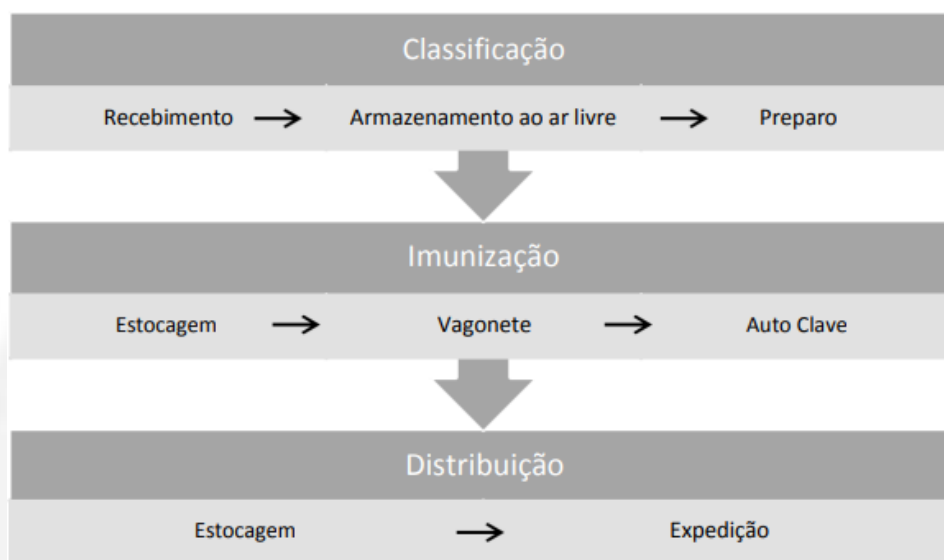 Classificação
Recebimento → Armazenamento ao ar livre → Preparo
Imunização
Estocagem → Vagonete → Auto Clave
Distribuição
Estocagem → Expedição